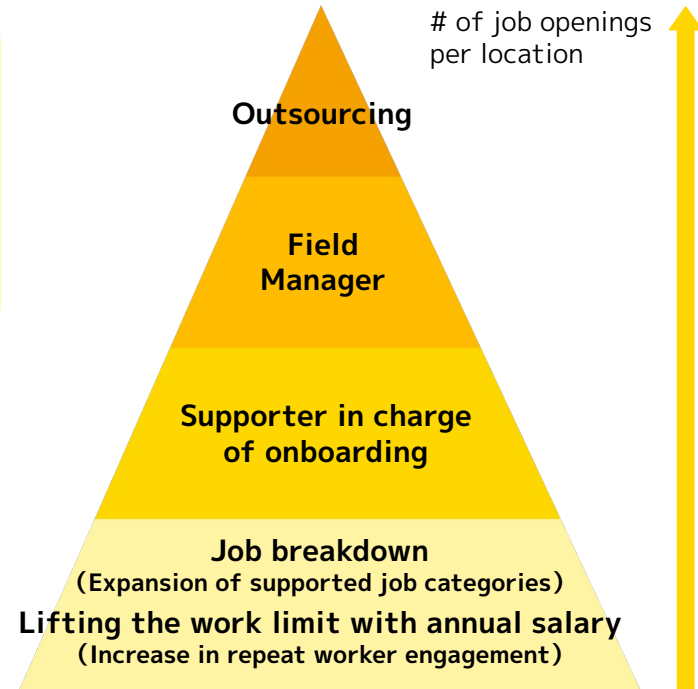 # of job openings
per location
Outsourcing
Field
Manager
Supporter in charge
of onboarding
Job breakdown
(Expansion of supported job categories)
Lifting the work limit with annual salary
(Increase in repeat worker engagement)